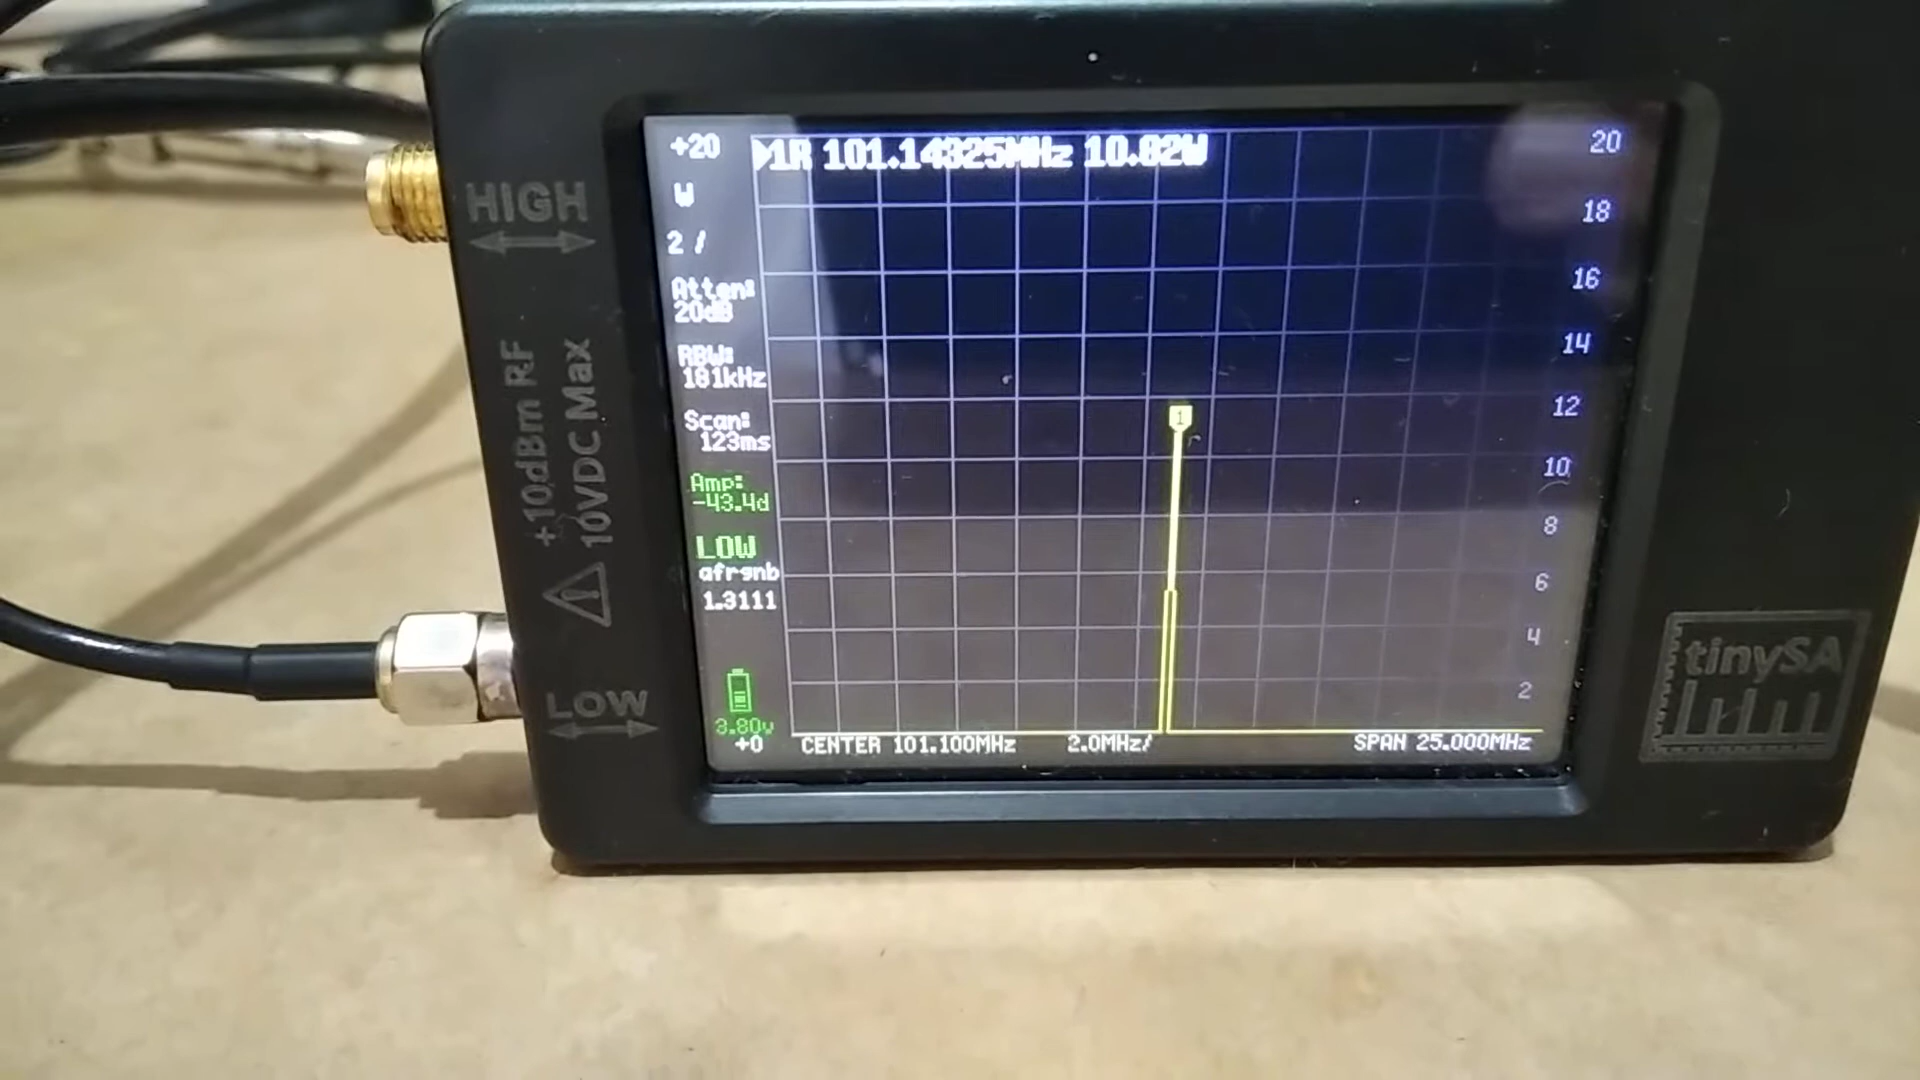 HIGH
+10dBm RF
10VDC Max
LOW
+20
W
2 /
Atten:
20dB
RBW:
181kHz
Scan:
123ms
Amp:
-43.4d
LOW
afrgnb
1.3111
3.80v
+0
1R 101.14325MHz 10.82W
1
20
18
16
14
12
10
8
6
4
2
CENTER 101.100MHz
2.0MHz/
SPAN 25.000MHz
tinySA